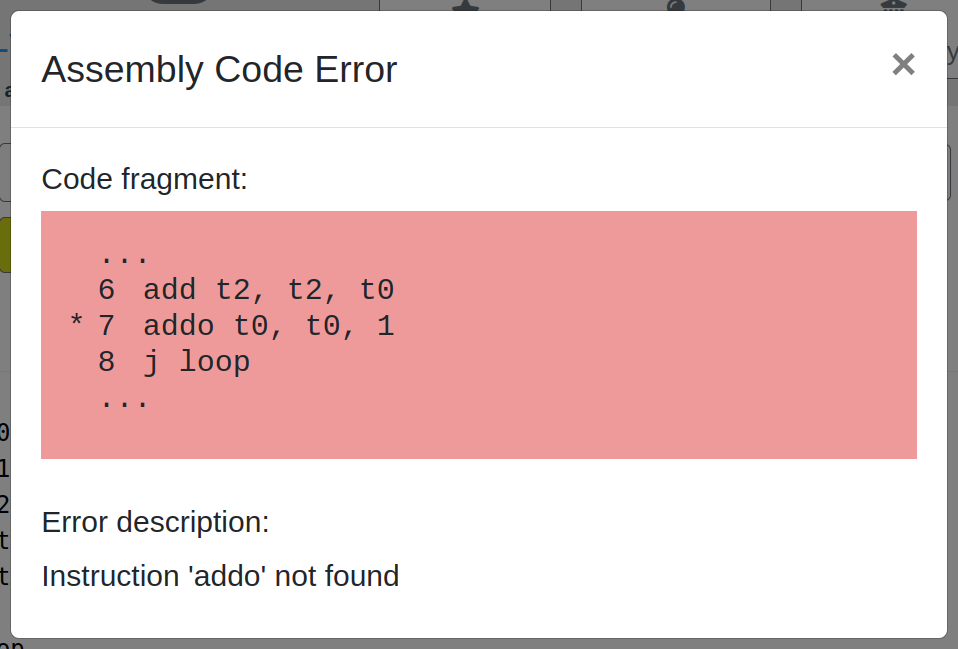 Assembly Code Error
×
Code fragment:
...
6 add t2, t2, t0
* 7 addo t0, t0, 1
8 j loop
...
Error description:
Instruction 'addo' not found